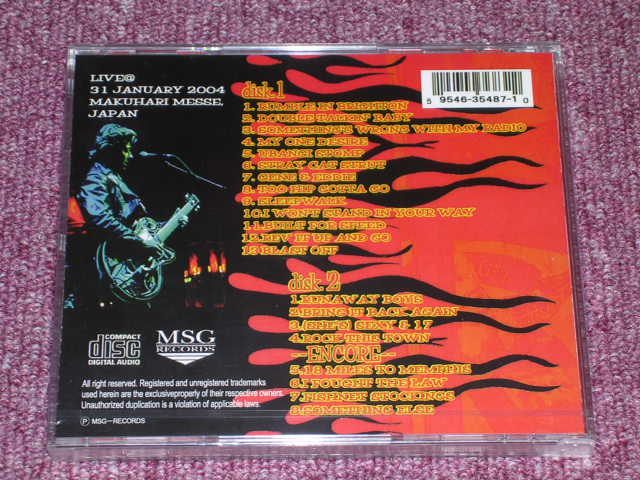 LIVE@
31 JANUARY 2004
MAKUHARI MESSE,
JAPAN
disk 1
1. RUMBLE IN BRIGHTON
2. DOUBLE TALKIN' BABY
3. SOMETHING'S WRONG WITH MY RADIO
4. MY ONE DESIRE
5. UBANGI STOMP
6. STRAY CAT STRUT
7. GENE & EDDIE
8. TOO HIP GOTTA GO
9. SLEEPWALK
10.I WON'T STAND IN YOUR WAY
11.BUILT FOR SPEED
12.REV IT UP AND GO
13 BLAST OFF
disk 2
1.RUNAWAY BOYS
2.BRING IT BACK AGAIN
3.(SHE'S) SEXY & 17
4.ROCK THIS TOWN
—ENCORE—
5.18 MILES TO MEMPHIS
6.I FOUGHT THE LAW
7.FISHNET STOCKINGS
8.SOMETHING ELSE
5 9546-35487-1 0
COMPACT
disc
DIGITAL AUDIO
MSG
RECORDS
All right reserved. Registered and unregistered trademarks
used herein are the exclusiveproperly of their respective owners.
Unauthorized duplication is a violation of applicable laws.
Ⓟ MSG—RECORDS